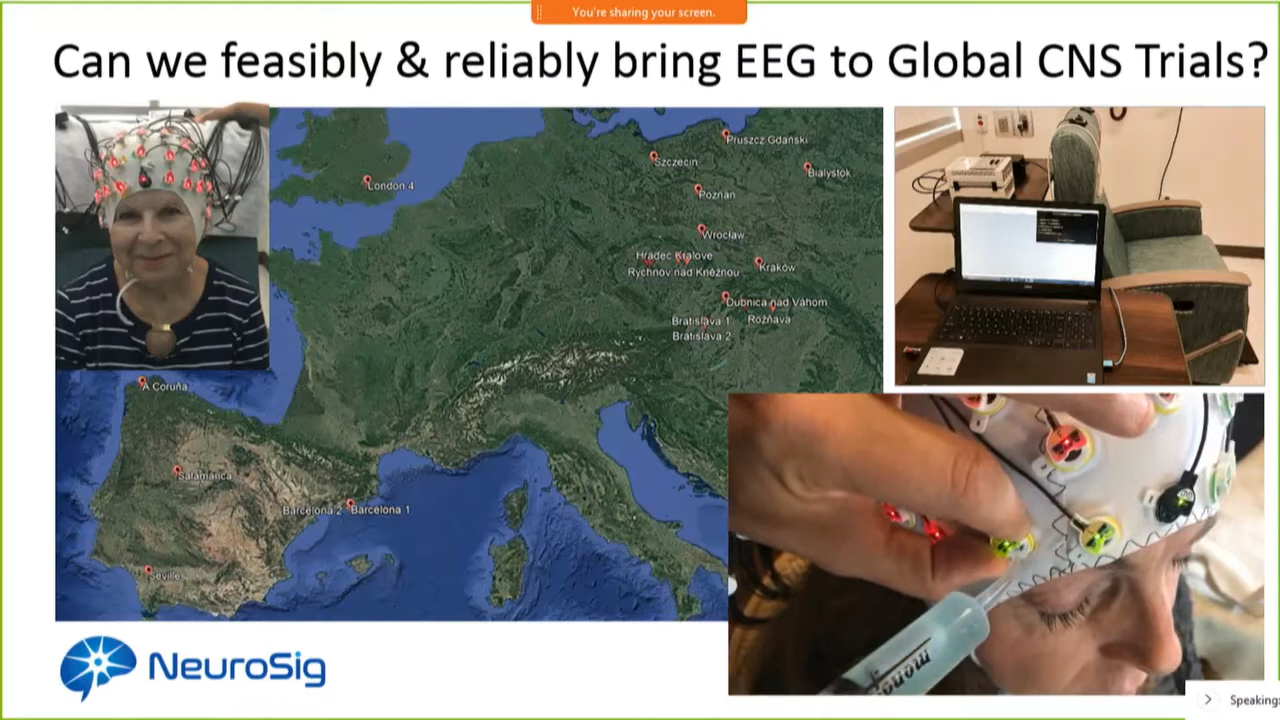 You're sharing your screen.
Can we feasibly & reliably bring EEG to Global CNS Trials?
London 4
Pruszcz Gdański
Szczecin
Bialystok
Poznan
Wrocław
Hradec Kralove
Rychnov nad Kněžnou
Kraków
Dubnica nad Váhom
Bratislava 1
Rožňava
Bratislava 2
A Coruña
Salamanca
Barcelona 2
Barcelona 1
Seville
NeuroSig
Speaking: